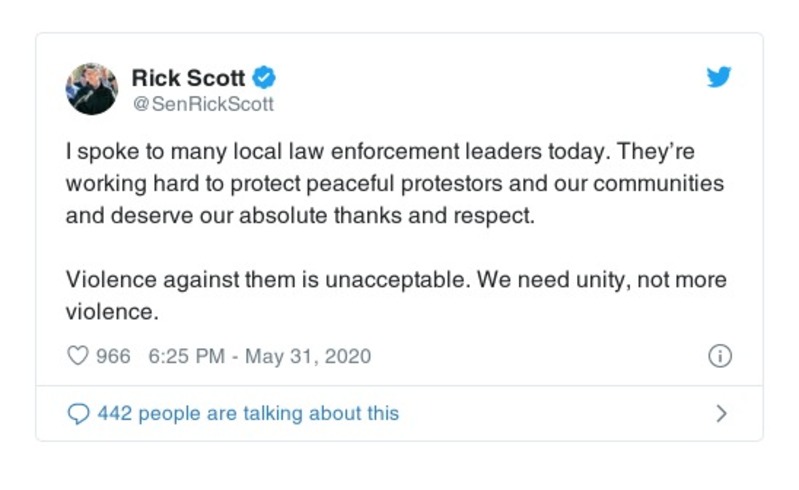 Rick Scott
@SenRickScott
I spoke to many local law enforcement leaders today. They’re
working hard to protect peaceful protestors and our communities
and deserve our absolute thanks and respect.
Violence against them is unacceptable. We need unity, not more
violence.
966 6:25 PM - May 31, 2020
442 people are talking about this